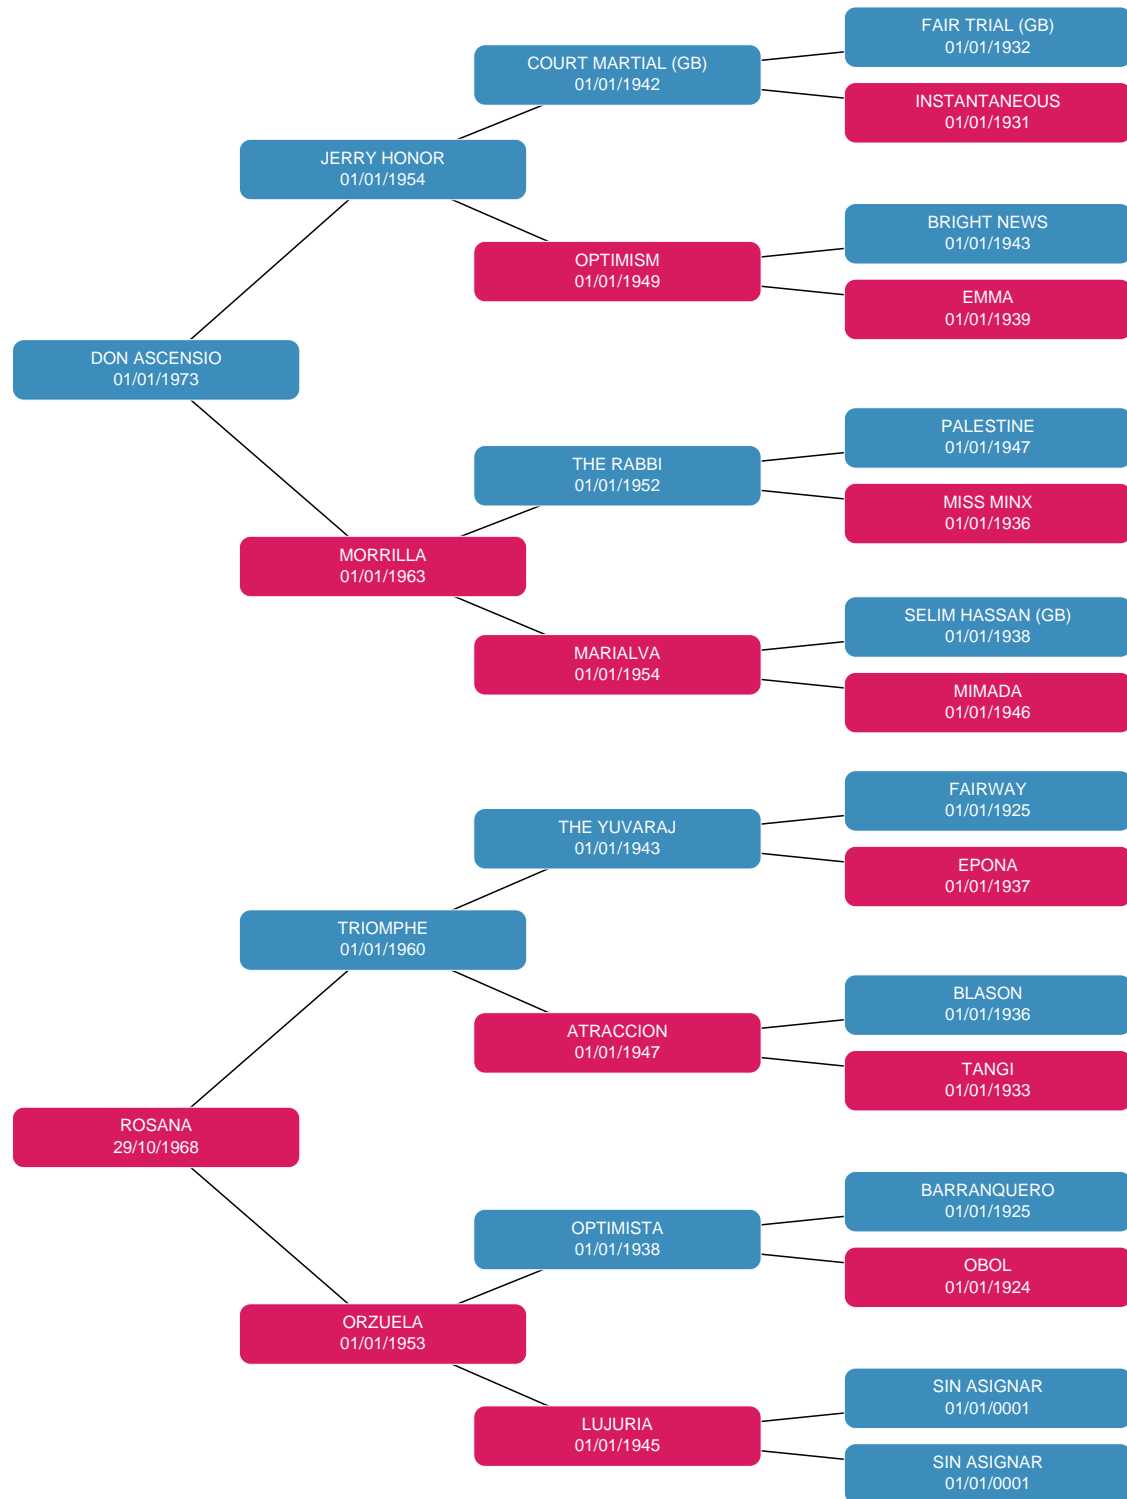 FAIR TRIAL (GB)
01/01/1932
COURT MARTIAL (GB)
01/01/1942
INSTANTANEOUS
01/01/1931
JERRY HONOR
01/01/1954
BRIGHT NEWS
01/01/1943
OPTIMISM
01/01/1949
EMMA
01/01/1939
DON ASCENSIO
01/01/1973
PALESTINE
01/01/1947
THE RABBI
01/01/1952
MISS MINX
01/01/1936
MORRILLA
01/01/1963
SELIM HASSAN (GB)
01/01/1938
MARIALVA
01/01/1954
MIMADA
01/01/1946
FAIRWAY
01/01/1925
THE YUVARAJ
01/01/1943
EPONA
01/01/1937
TRIOMPHE
01/01/1960
BLASON
01/01/1936
ATRACCION
01/01/1947
TANGI
01/01/1933
ROSANA
29/10/1968
BARRANQUERO
01/01/1925
OPTIMISTA
01/01/1938
OBOL
01/01/1924
ORZUELA
01/01/1953
SIN ASIGNAR
01/01/0001
LUJURIA
01/01/1945
SIN ASIGNAR
01/01/0001